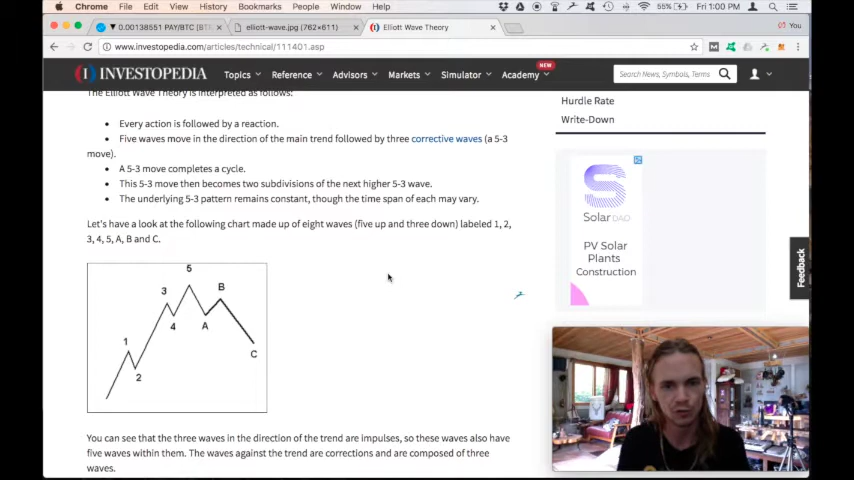 Chrome File Edit View History Bookmarks People Window Help 55% Fri 1:00 PM
0.00138551 PAY/BTC [B1 elliott-wave.jpg (762×611) Elliott Wave Theory You
www.investopedia.com/articles/technical/111401.asp
INVESTOPEDIA Topics Reference Advisors Markets Simulator Academy NEW Search News, Symbols, Terms
The Elliott Wave Theory is interpreted as follows:
• Every action is followed by a reaction.
• Five waves move in the direction of the main trend followed by three corrective waves (a 5-3
move).
• A 5-3 move completes a cycle.
• This 5-3 move then becomes two subdivisions of the next higher 5-3 wave.
• The underlying 5-3 pattern remains constant, though the time span of each may vary.
Let's have a look at the following chart made up of eight waves (five up and three down) labeled 1, 2,
3, 4, 5, A, B and C.
5
3
B
4
A
1
2
C
You can see that the three waves in the direction of the trend are impulses, so these waves also have
five waves within them. The waves against the trend are corrections and are composed of three
waves.
Hurdle Rate
Write-Down
Solar DAO
PV Solar
Plants
Construction
Feedback